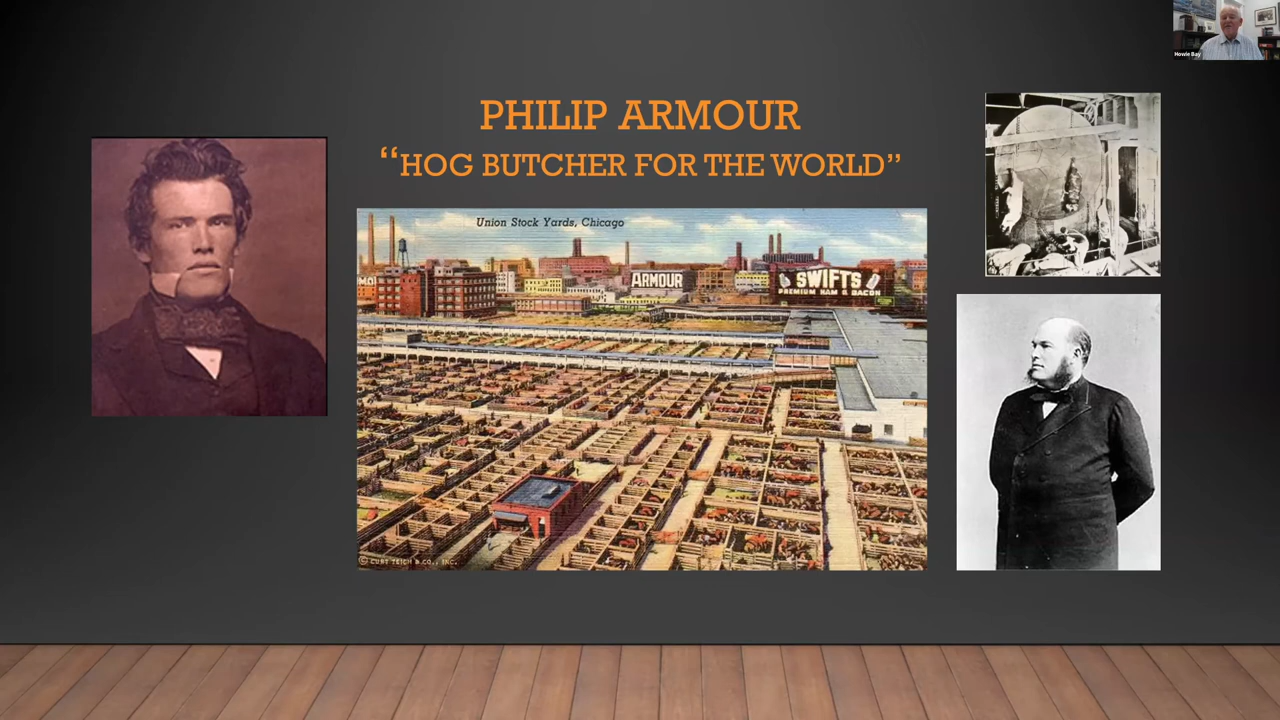 Howie Bay
PHILIP ARMOUR
“HOG BUTCHER FOR THE WORLD”
Union Stock Yards, Chicago
ARMOUR
SWIFTS
PREMIUM HAM & BACON
© CURT TEICH & CO., INC.